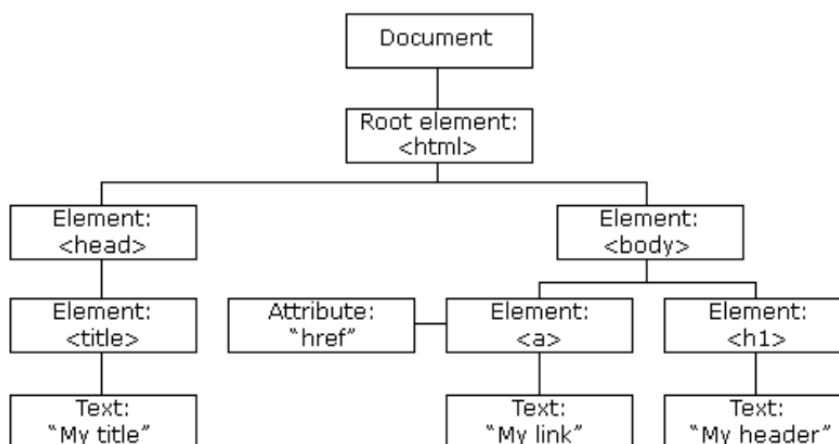 Document
Root element:
<html>
Element:
<head>
Element:
<body>
Element:
<title>
Attribute:
“href”
Element:
<a>
Element:
<h1>
Text:
“My title”
Text:
“My link”
Text:
“My header”